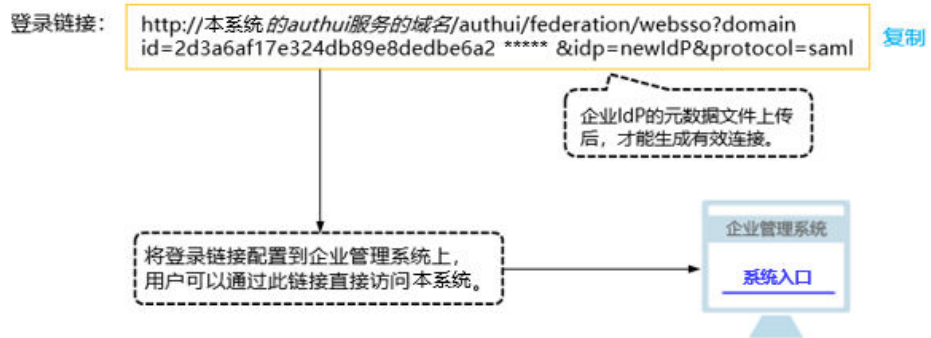 登录链接：
http://本系统的authui服务的域名/authui/federation/websso?domain
id=2d3a6af17e324db89e8dedbe6a2 ***** &idp=newIdP&protocol=saml
复制
企业IdP的元数据文件上传
后，才能生成有效连接。
将登录链接配置到企业管理系统上，
用户可以通过此链接直接访问本系统。
企业管理系统
系统入口